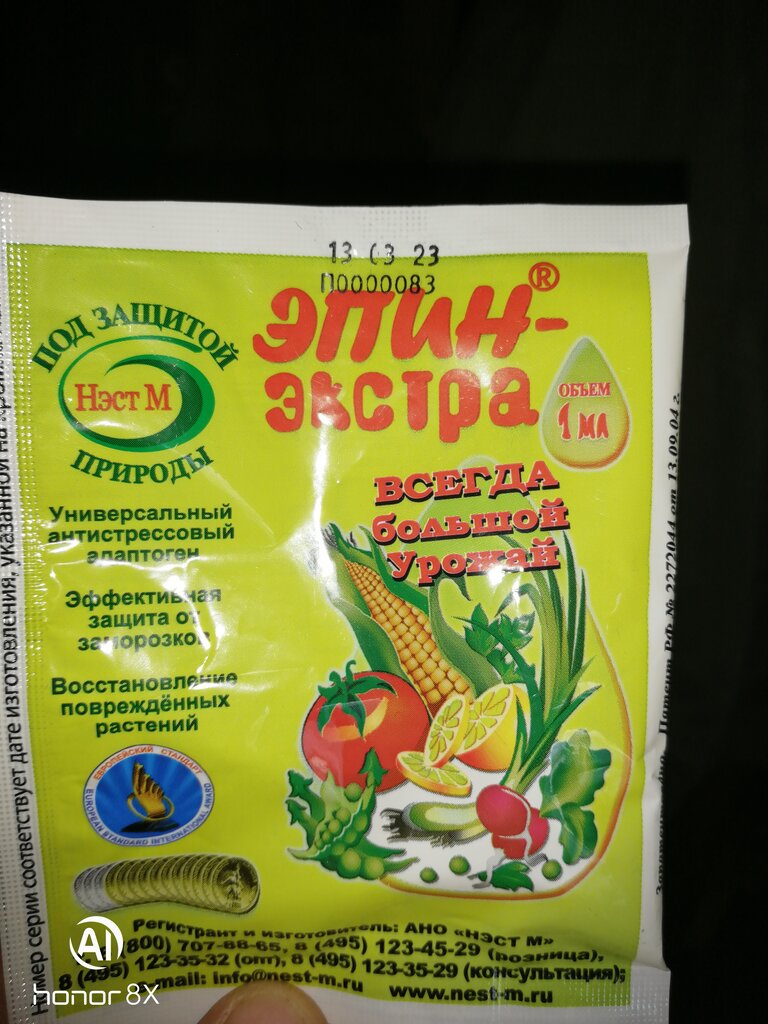 13 03 23
П0000083
ЭПИН-®
экстра
ПОД ЗАЩИТОЙ
Нэст М
ПРИРОДЫ
ОБЪЕМ
1 мл
ВСЕГДА
большой
Урожай
Универсальный
антистрессовый
адаптоген
Эффективная
защита от
заморозков
Восстановление
повреждённых
растений
ЕВРОПЕЙСКИЙ СТАНДАРТ
EUROPEAN STANDARD INTERNATIONAL AWARD
Регистрант и изготовитель: АНО «НЭСТ М»
(800) 707-88-65, 8 (495) 123-45-29 (розница),
8 (495) 123-35-32 (опт), 8 (495) 123-35-29 (консультация);
email: info@nest-m.ru www.nest-m.ru
Номер серии соответствует дате изготовления, указанной на
Патент РФ № 2272044 от 13.09.04 г.
AI
honor 8X